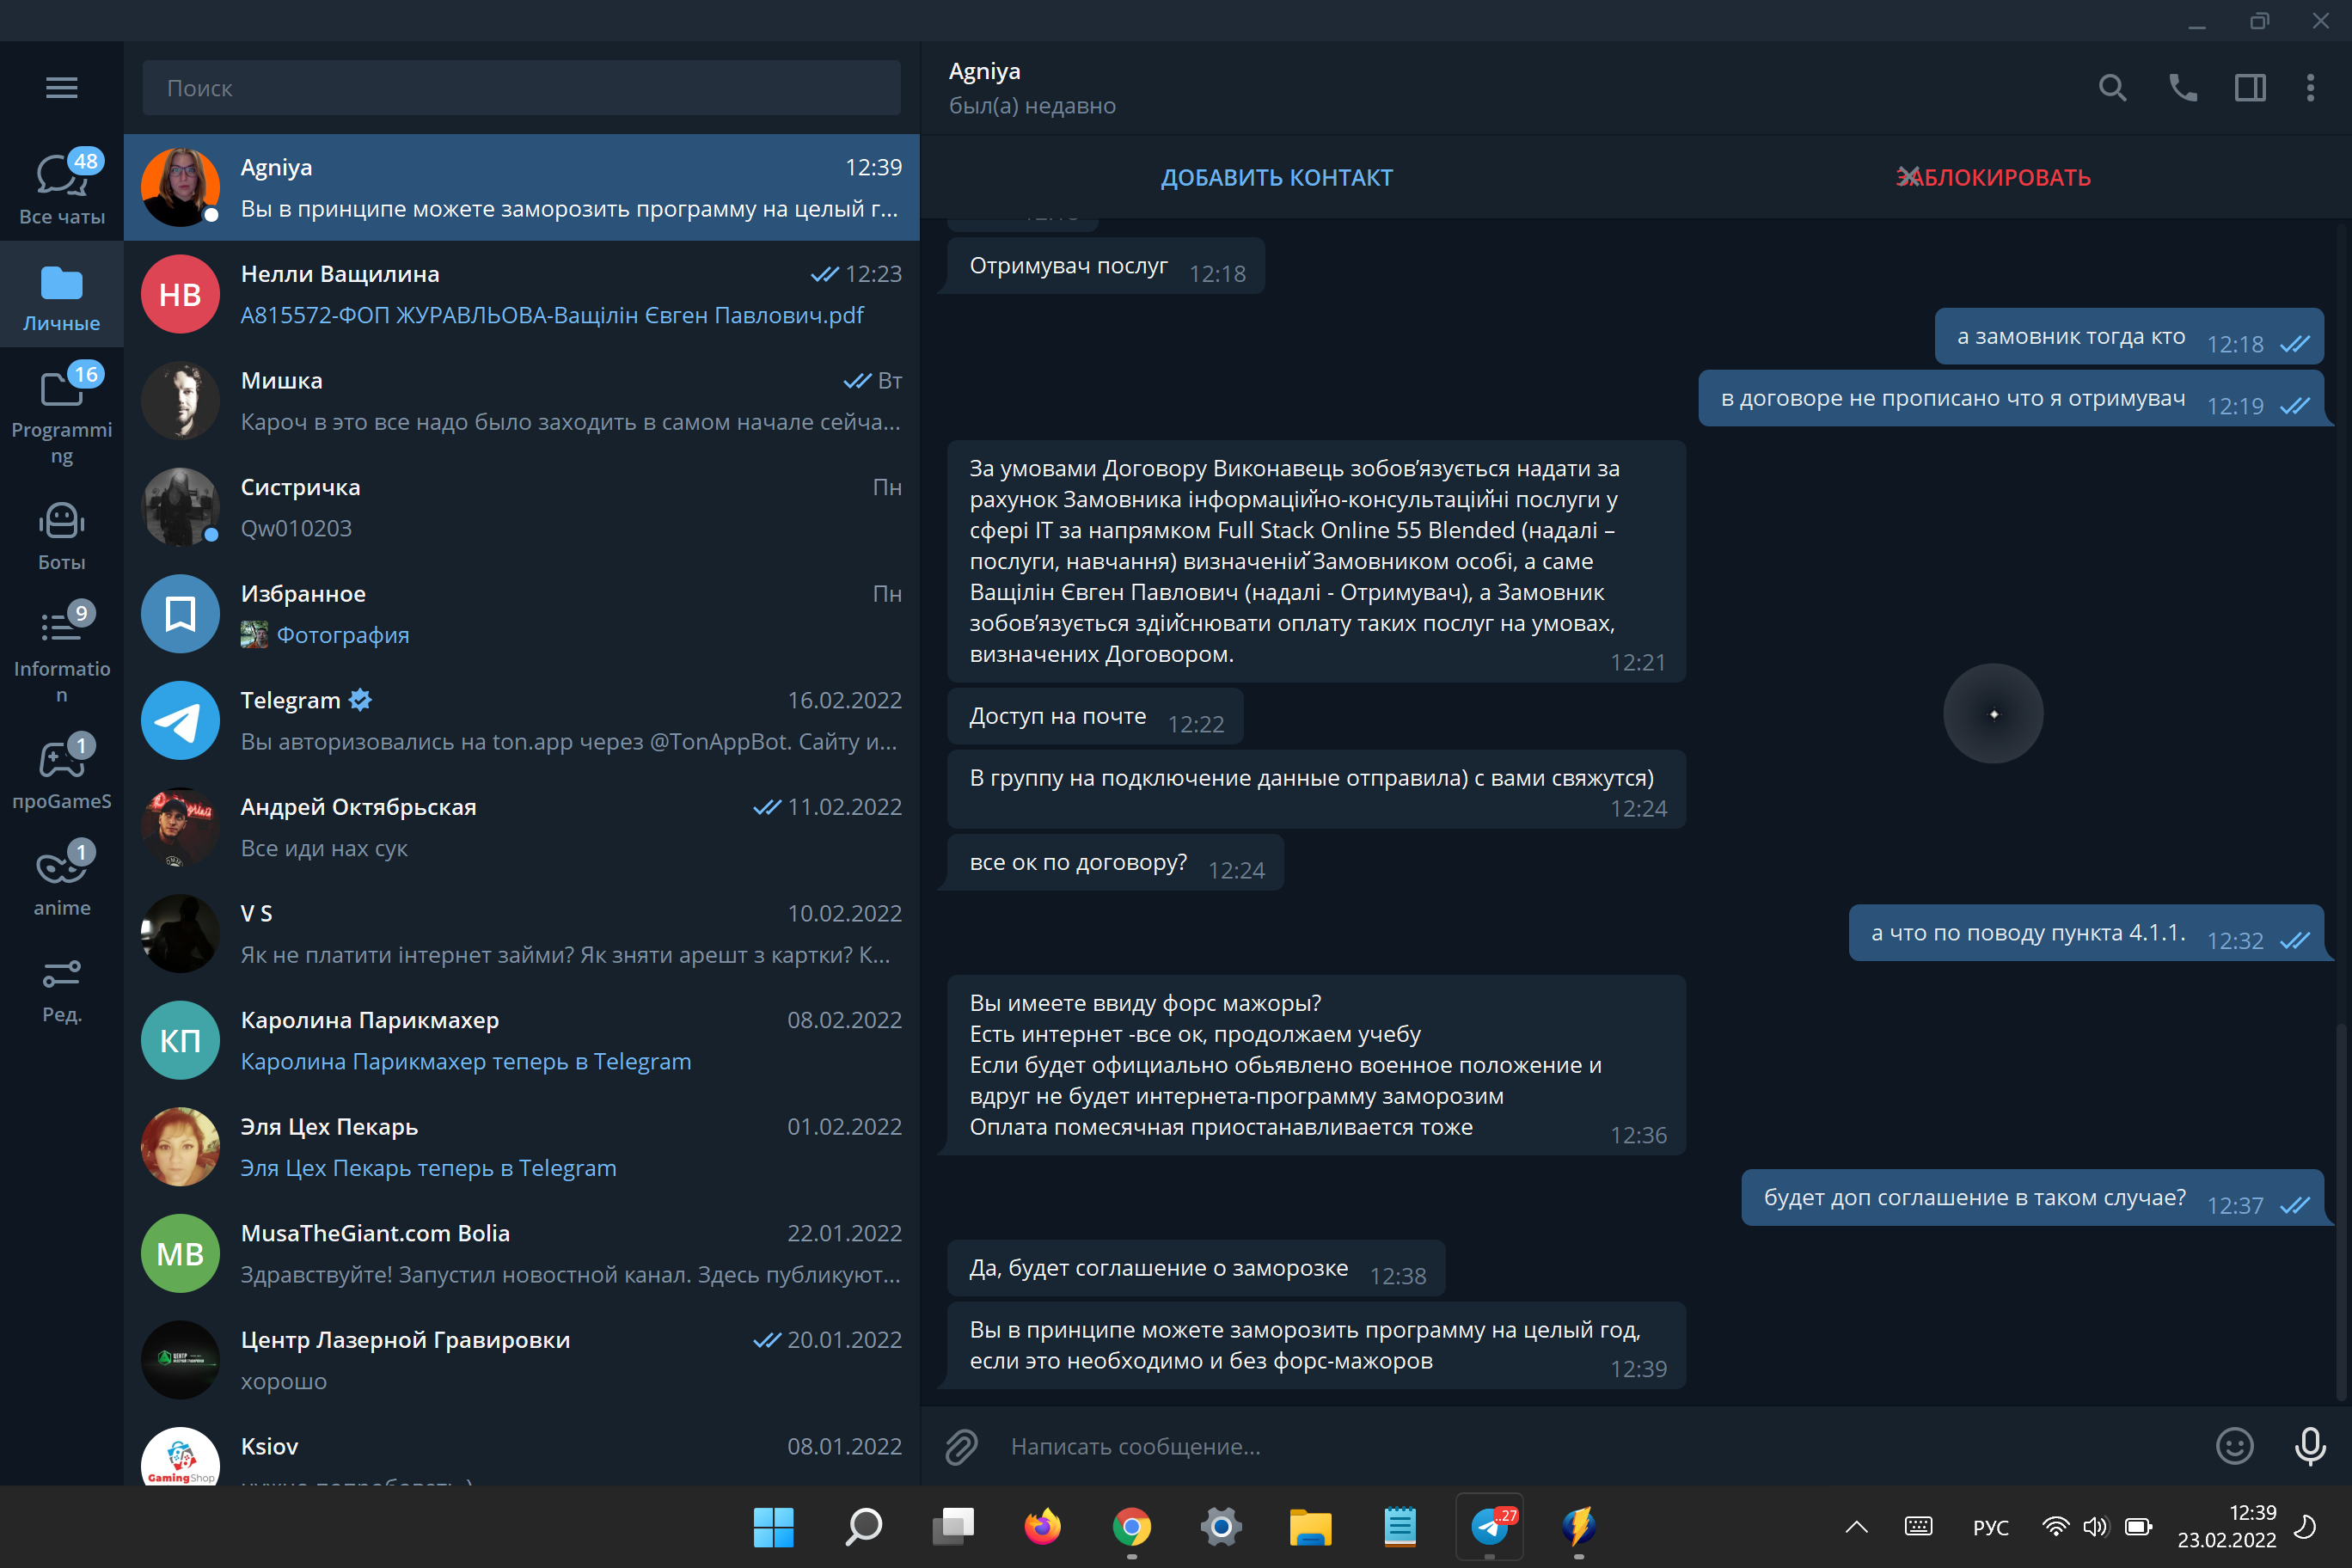 Поиск
48
Все чаты
Личные
16
Programmi
ng
Боты
9
Informatio
n
1
проGameS
1
anime
Ред.
Agniya
12:39
Вы в принципе можете заморозить программу на целый г...
НВ
Нелли Ващилина
12:23
А815572-ФОП ЖУРАВЛЬОВА-Ващілін Євген Павлович.pdf
Мишка
Вт
Кароч в это все надо было заходить в самом начале сейча...
Систричка
Пн
Qw010203
Избранное
Пн
Фотография
Telegram
16.02.2022
Вы авторизовались на ton.app через @TonAppBot. Сайту и...
Андрей Октябрьская
11.02.2022
Все иди нах сук
V S
10.02.2022
Як не платити інтернет займи? Як зняти арешт з картки? К...
КП
Каролина Парикмахер
08.02.2022
Каролина Парикмахер теперь в Telegram
Эля Цех Пекарь
01.02.2022
Эля Цех Пекарь теперь в Telegram
MB
MusaTheGiant.com Bolia
22.01.2022
Здравствуйте! Запустил новостной канал. Здесь публикуют...
Центр Лазерной Гравировки
20.01.2022
хорошо
GamingShop
Ksiov
08.01.2022
Agniya
был(а) недавно
ДОБАВИТЬ КОНТАКТ
ЗАБЛОКИРОВАТЬ
Отримувач послуг 12:18
а замовник тогда кто 12:18
в договоре не прописано что я отримувач 12:19
За умовами Договору Виконавець зобов’язується надати за
рахунок Замовника інформаційно-консультаційні послуги у
сфері ІТ за напрямком Full Stack Online 55 Blended (надалі –
послуги, навчання) визначеній Замовником особі, а саме
Ващілін Євген Павлович (надалі - Отримувач), а Замовник
зобов’язується здійснювати оплату таких послуг на умовах,
визначених Договором. 12:21
Доступ на почте 12:22
В группу на подключение данные отправила) с вами свяжутся)
12:24
все ок по договору? 12:24
а что по поводу пункта 4.1.1. 12:32
Вы имеете ввиду форс мажоры?
Есть интернет -все ок, продолжаем учебу
Если будет официально обьявлено военное положение и
вдруг не будет интернета-программу заморозим
Оплата помесячная приостанавливается тоже 12:36
будет доп соглашение в таком случае? 12:37
Да, будет соглашение о заморозке 12:38
Вы в принципе можете заморозить программу на целый год,
если это необходимо и без форс-мажоров 12:39
Написать сообщение...
..27
РУС
12:39
23.02.2022